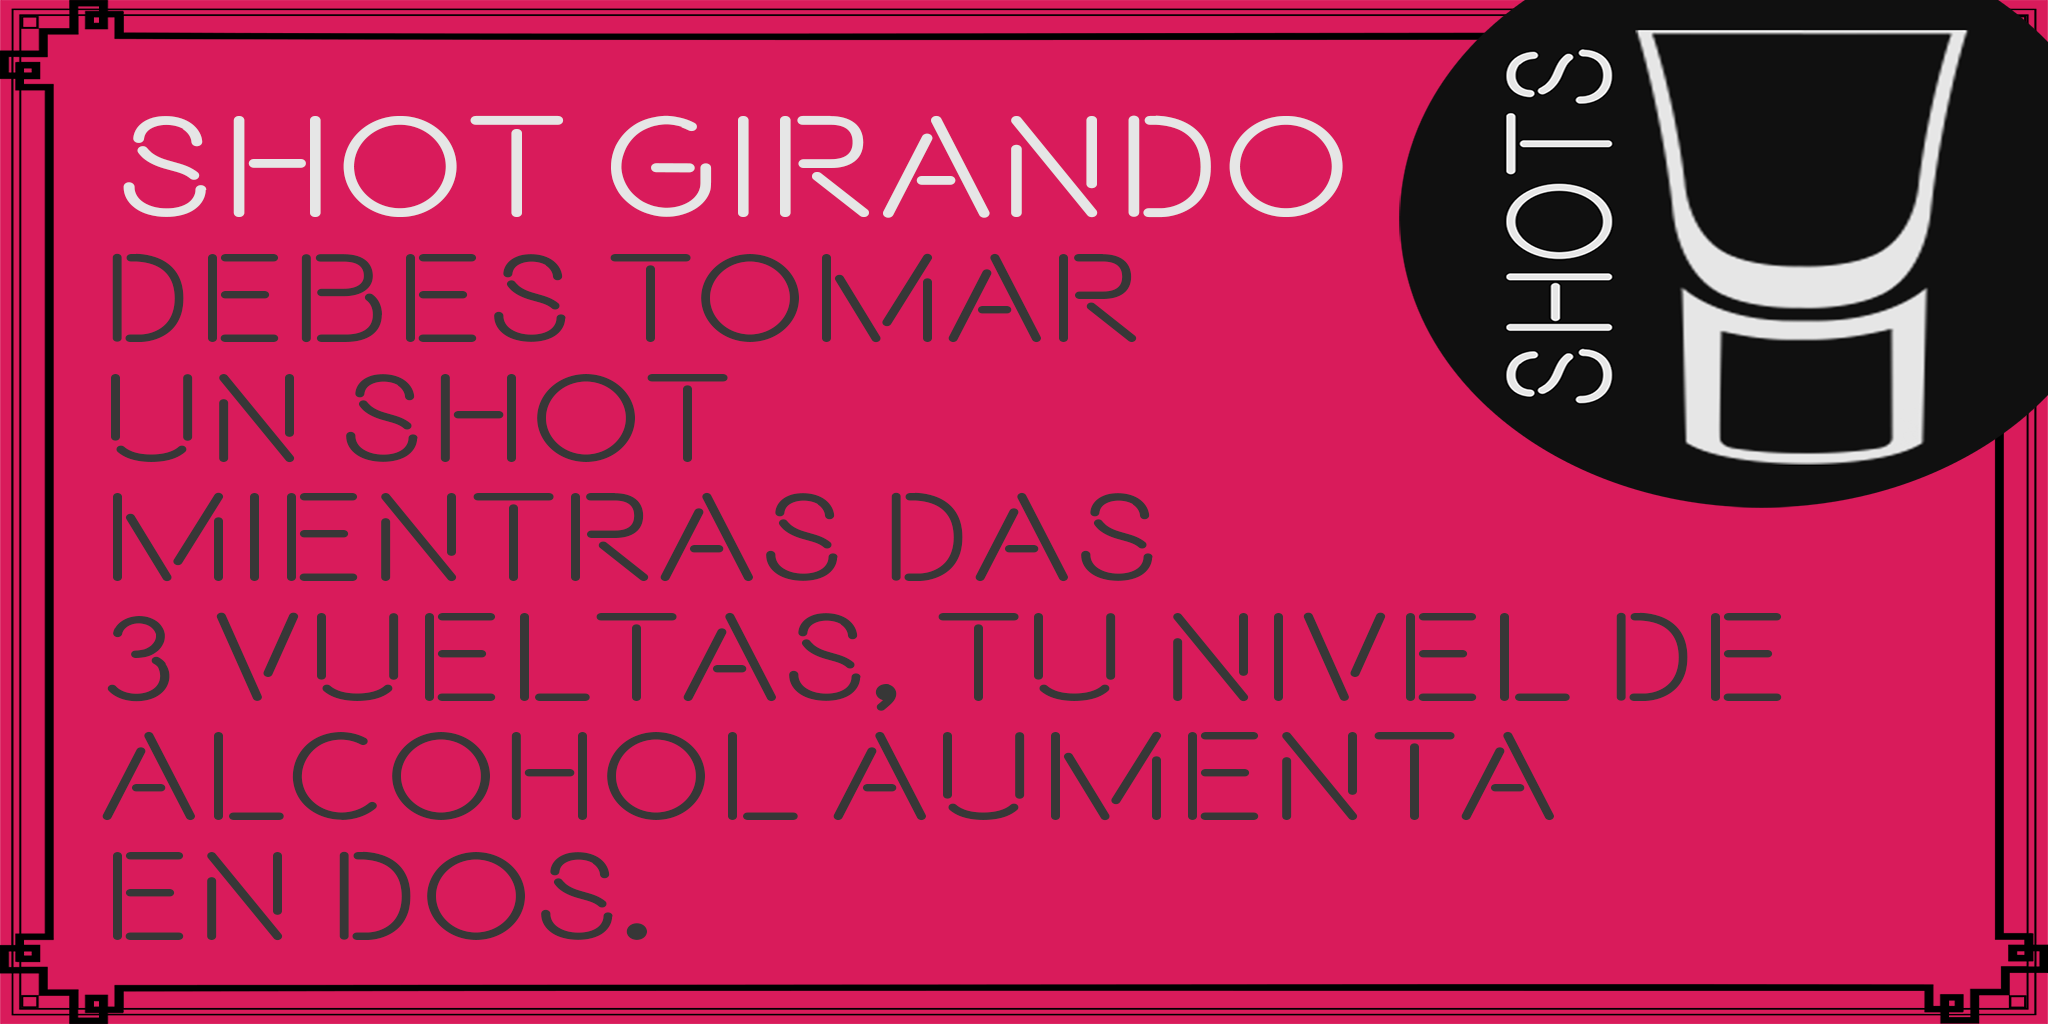 SHOT GIRANDO
SHOTS
DEBES TOMAR
UN SHOT
MIENTRAS DAS
3 VUELTAS, TU NIVEL DE
ALCOHOL AUMENTA
EN DOS.